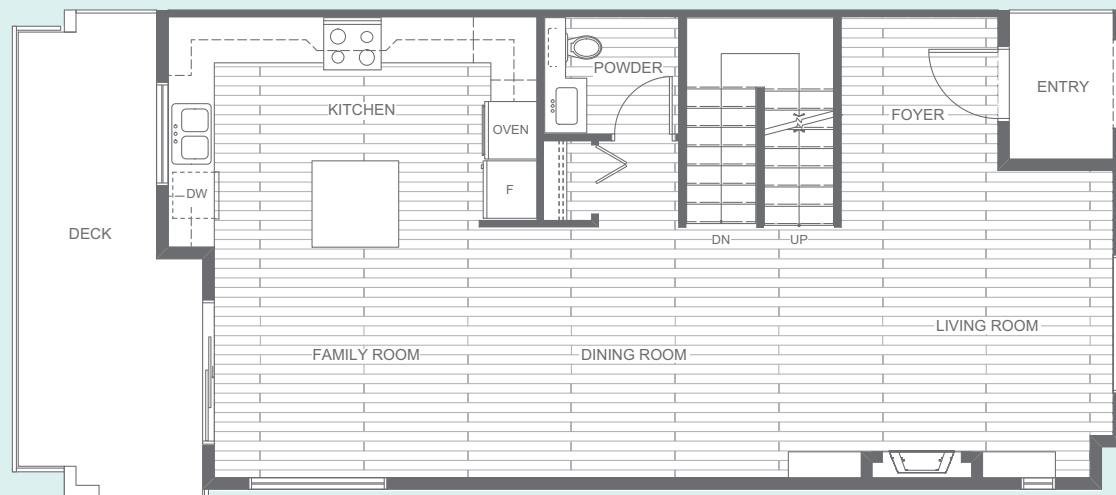 POWDER
KITCHEN
ENTRY
FOYER
OVEN
F
DW
DECK
DN
UP
LIVING ROOM
FAMILY ROOM
DINING ROOM